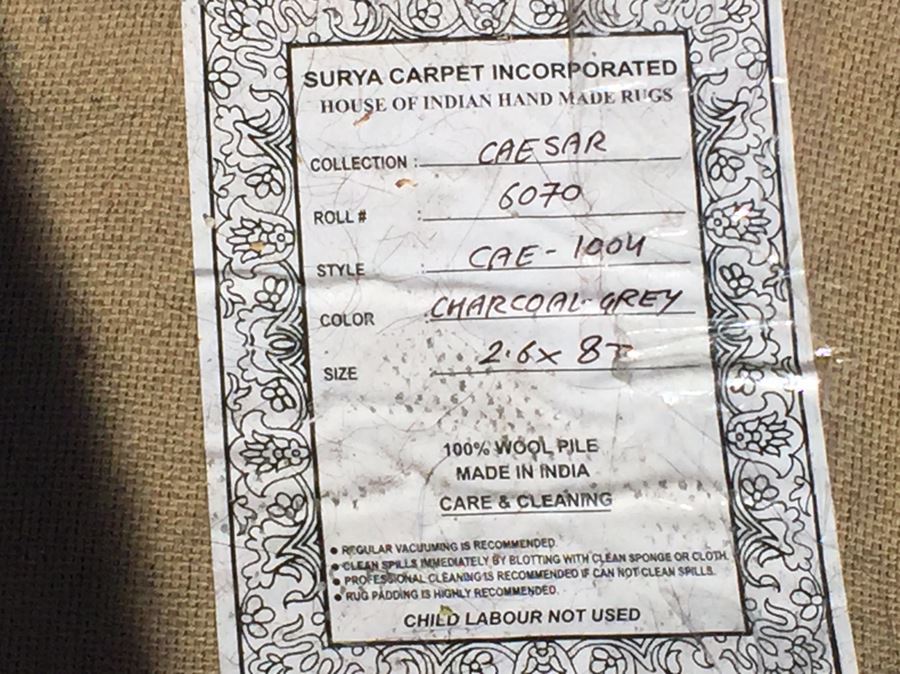 SURYA CARPET INCORPORATED
HOUSE OF INDIAN HAND MADE RUGS
COLLECTION : CAESAR
ROLL # : 6070
STYLE : CAE-1004
COLOR : CHARCOAL-GREY
SIZE 2.6x 8
100% WOOL PILE
MADE IN INDIA
CARE & CLEANING
• REGULAR VACUUMING IS RECOMMENDED.
• CLEAN SPILLS IMMEDIATELY BY BLOTTING WITH CLEAN SPONGE OR CLOTH.
• PROFESSIONAL CLEANING IS RECOMMENDED IF CAN NOT CLEAN SPILLS.
• RUG PADDING IS HIGHLY RECOMMENDED.
CHILD LABOUR NOT USED